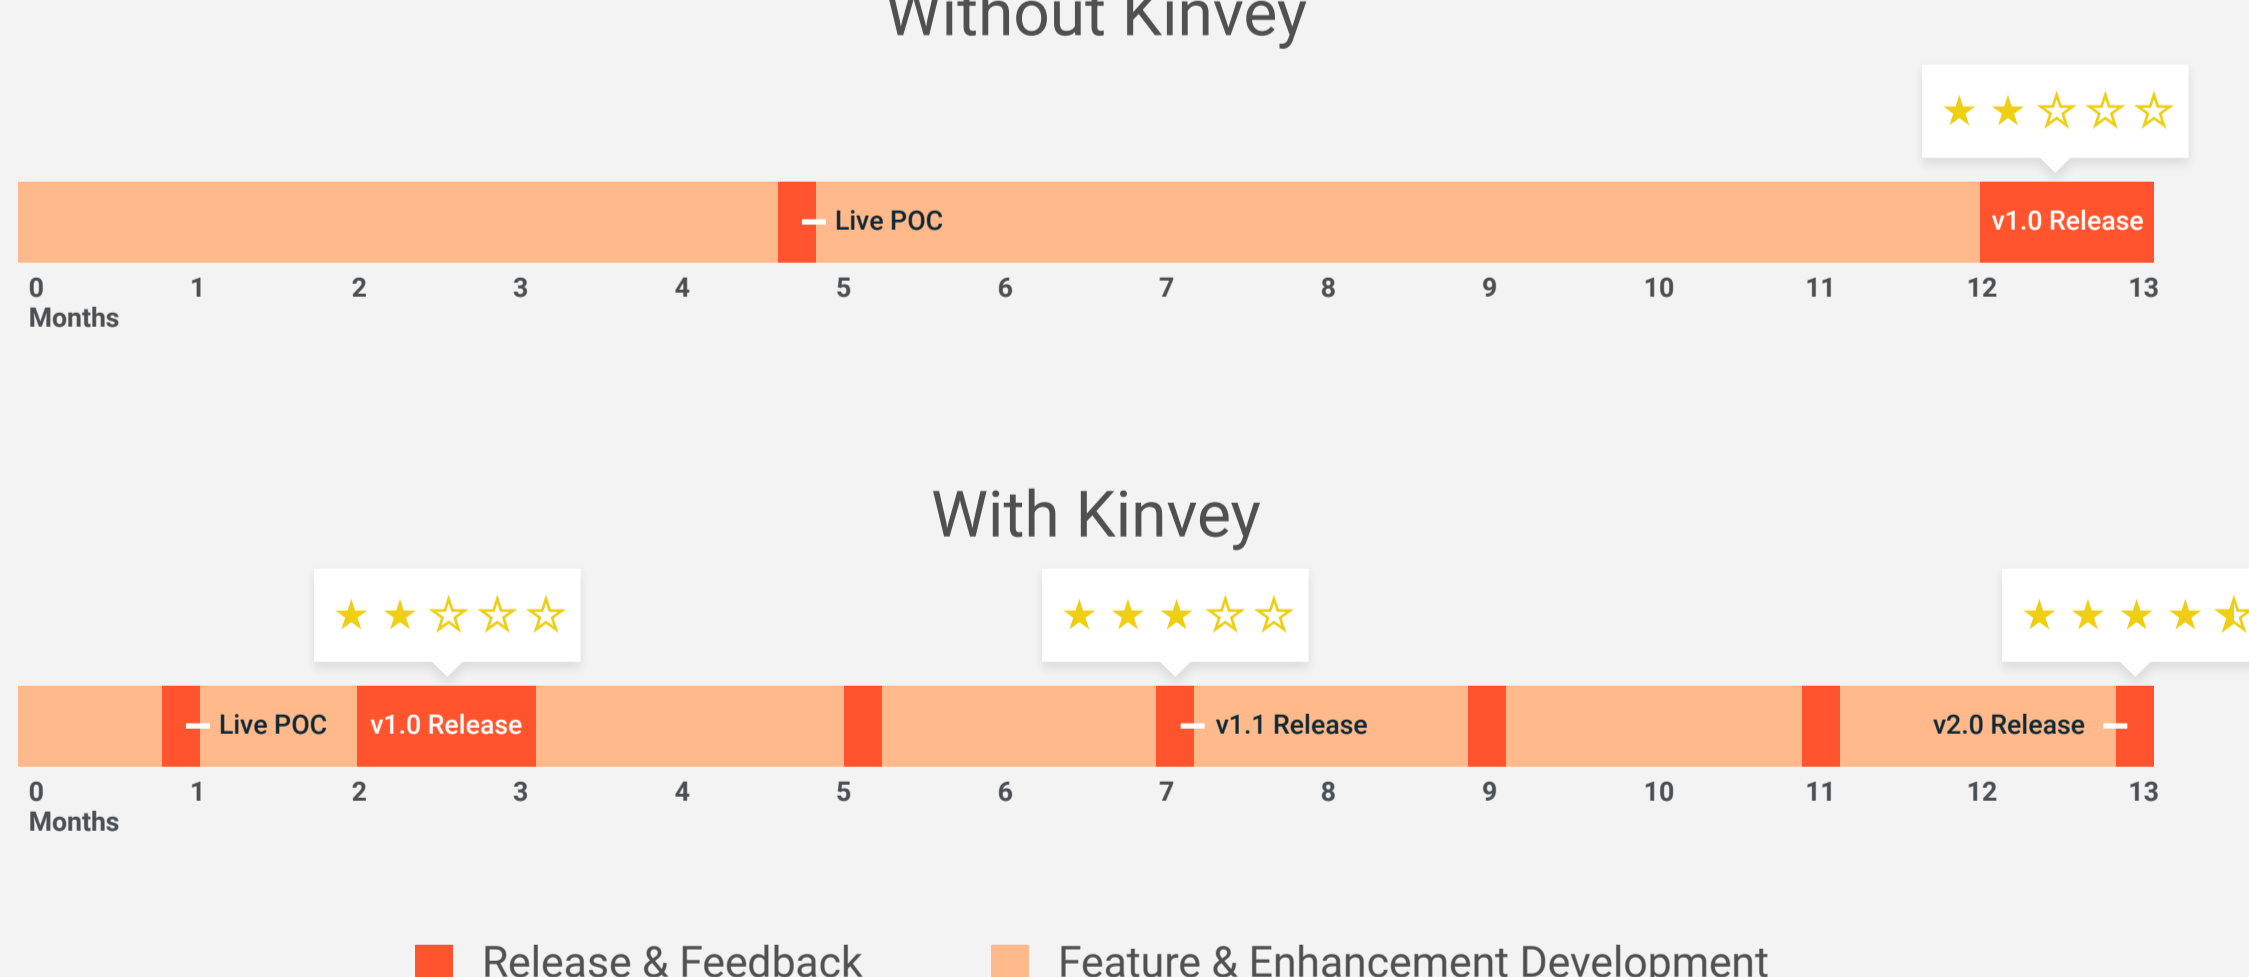 Without Kinvey
Live POC
v1.0 Release
0 1 2 3 4 5 6 7 8 9 10 11 12 13
Months
With Kinvey
Live POC
v1.0 Release
v1.1 Release
v2.0 Release
0 1 2 3 4 5 6 7 8 9 10 11 12 13
Months
Release & Feedback
Feature & Enhancement Development